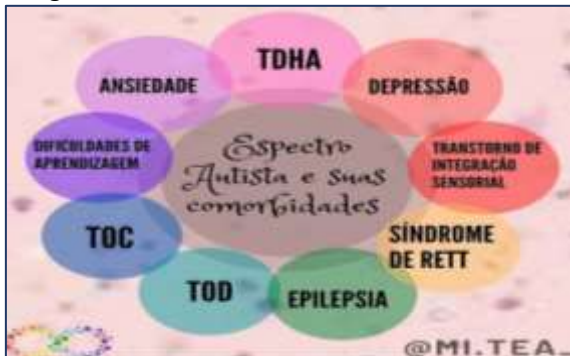 TDHA
ANSIEDADE
DEPRESSÃO
DIFICULDADES DE
APRENDIZAGEM
Espectro
Autista e suas
comorbidades
TRANSTORNO DE
INTEGRAÇÃO
SENSORIAL
TOC
SÍNDROME
DE RETT
TOD
EPILEPSIA
@MI.TEA_